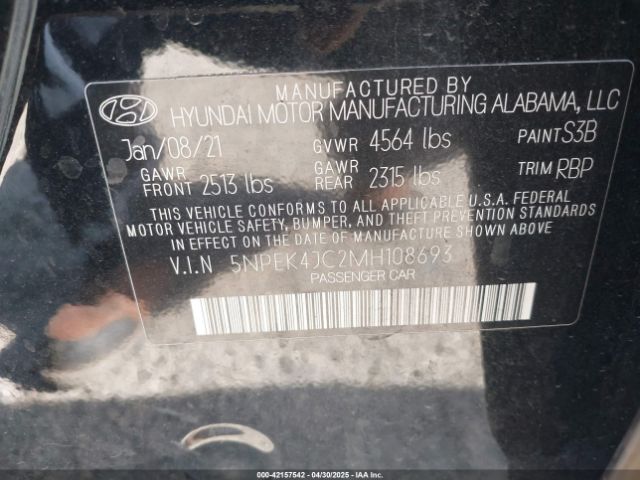 MANUFACTURED BY
HYUNDAI MOTOR MANUFACTURING ALABAMA, LLC
Jan/08/21 GVWR 4564 lbs PAINT S3B
GAWR FRONT 2513 lbs GAWR REAR 2315 lbs TRIM RBP
THIS VEHICLE CONFORMS TO ALL APPLICABLE U.S.A. FEDERAL
MOTOR VEHICLE SAFETY, BUMPER, AND THEFT PREVENTION STANDARDS
IN EFFECT ON THE DATE OF MANUFACTURE SHOWN ABOVE
V.I.N 5NPEK4JC2MH108693
PASSENGER CAR
000-42157542 - 04/30/2025 - IAA Inc.